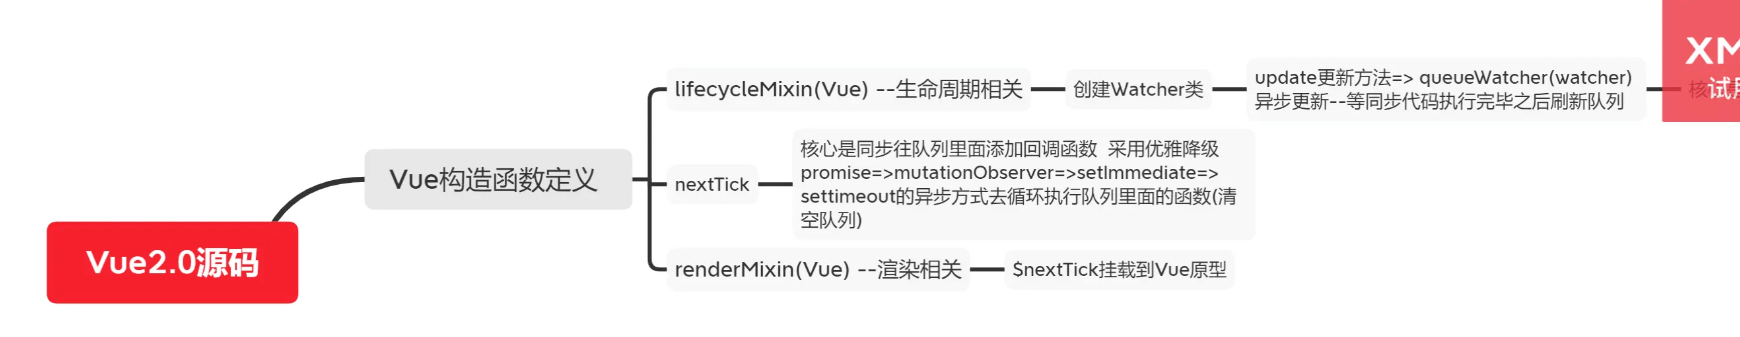 lifecycleMixin(Vue) --生命周期相关
创建Watcher类
update更新方法=> queueWatcher(watcher)
异步更新--等同步代码执行完毕之后刷新队列
XM
试用
Vue构造函数定义
nextTick
核心是同步往队列里面添加回调函数 采用优雅降级
promise=>mutationObserver=>setImmediate=>
settimeout的异步方式去循环执行队列里面的函数(清
空队列)
Vue2.0源码
renderMixin(Vue) --渲染相关
$nextTick挂载到Vue原型